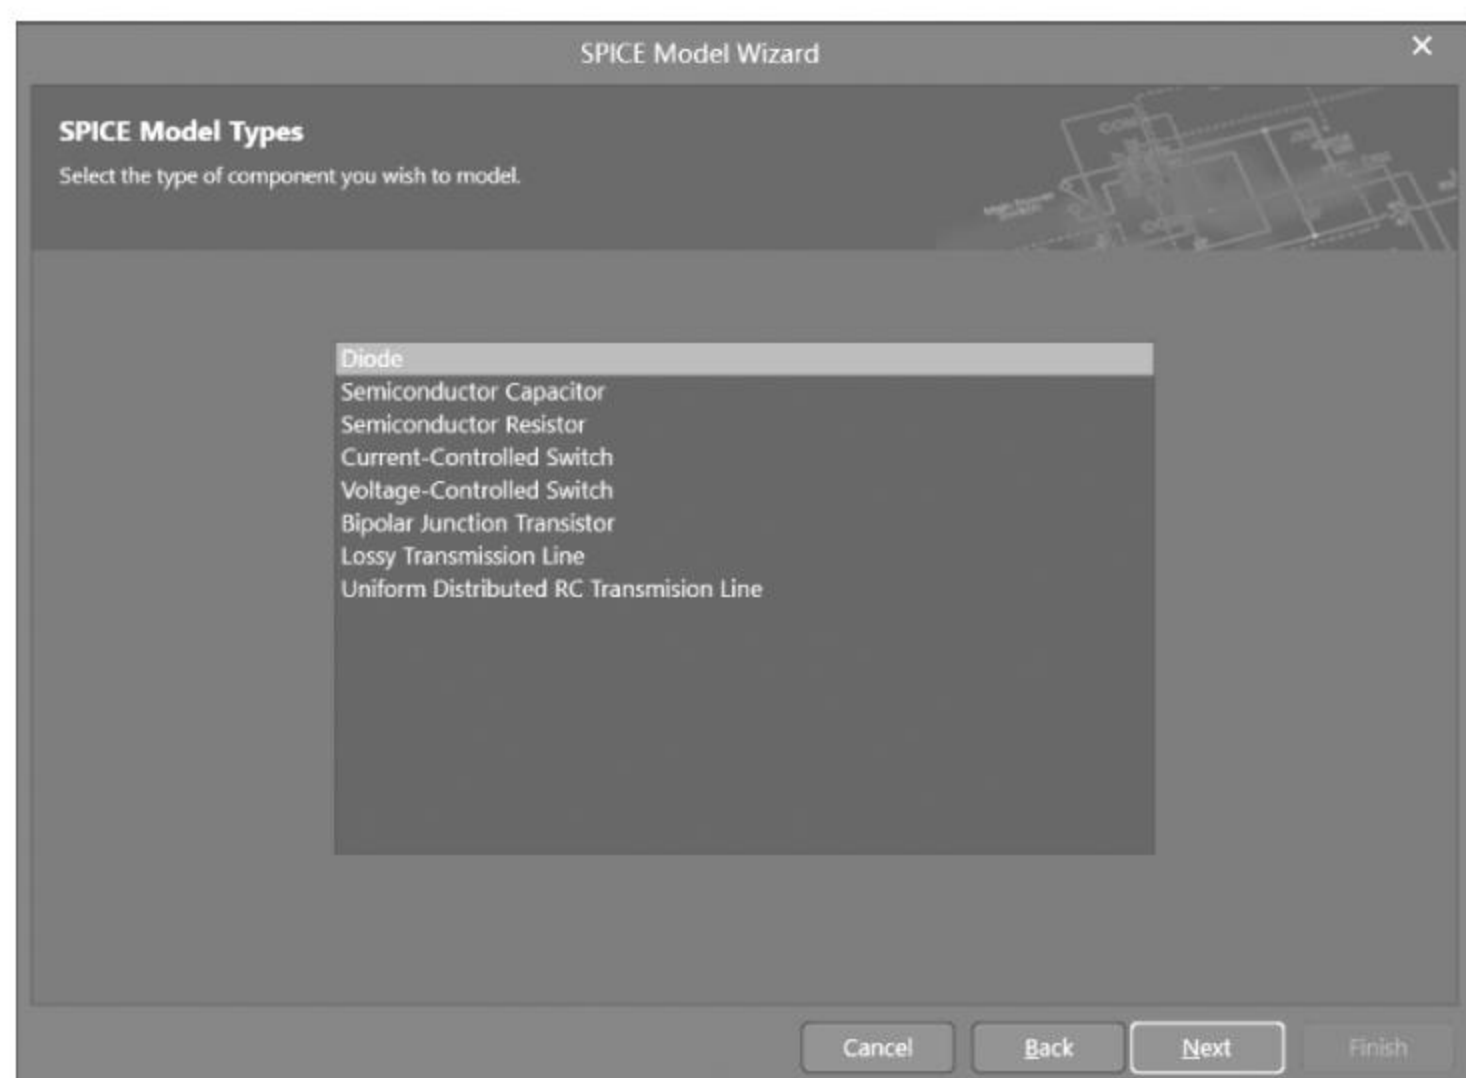 SPICE Model Wizard
SPICE Model Types
Select the type of component you wish to model.
Diode
Semiconductor Capacitor
Semiconductor Resistor
Current-Controlled Switch
Voltage-Controlled Switch
Bipolar Junction Transistor
Lossy Transmission Line
Uniform Distributed RC Transmision Line
Cancel Back Next Finish